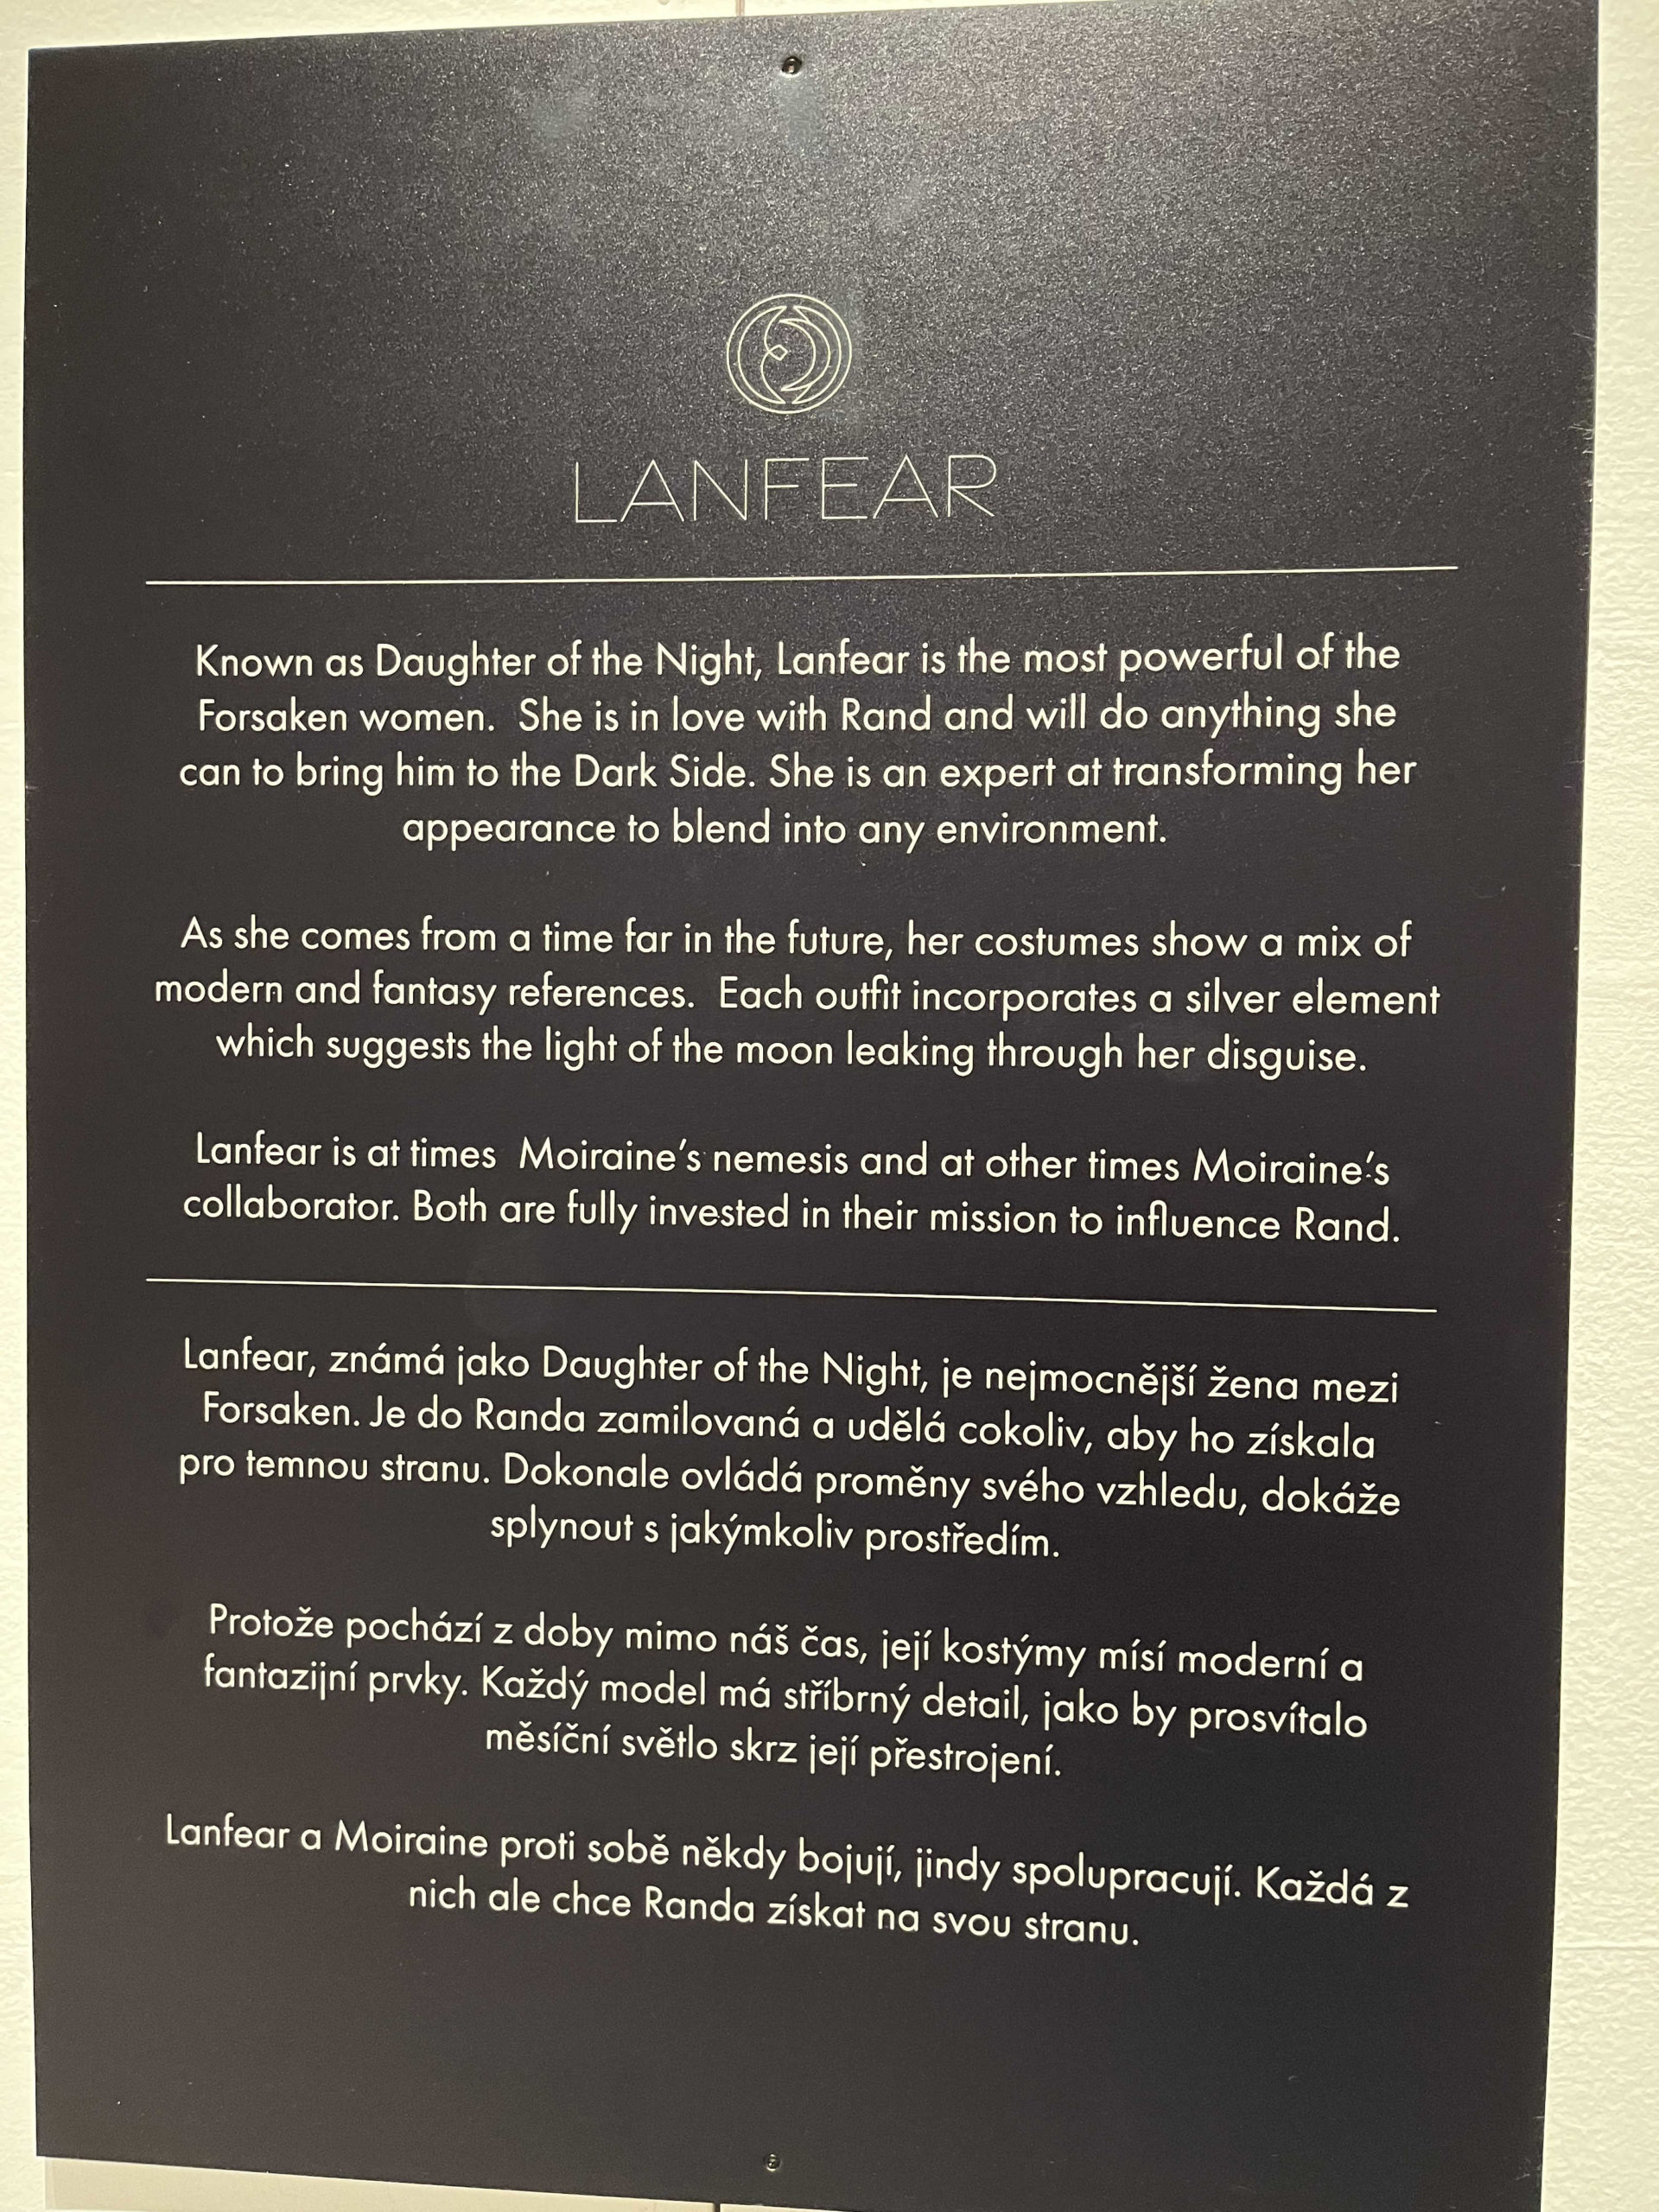 LANFEAR
Known as Daughter of the Night, Lanfear is the most powerful of the
Forsaken women.  She is in love with Rand and will do anything she
can to bring him to the Dark Side. She is an expert at transforming her
appearance to blend into any environment.
As she comes from a time far in the future, her costumes show a mix of
modern and fantasy references.  Each outfit incorporates a silver element
which suggests the light of the moon leaking through her disguise.
Lanfear is at times  Moiraine's nemesis and at other times Moiraine's
collaborator. Both are fully invested in their mission to influence Rand.
Lanfear, známá jako Daughter of the Night, je nejmocnější žena mezi
Forsaken. Je do Randa zamilovaná a udělá cokoliv, aby ho získala
pro temnou stranu. Dokonale ovládá proměny svého vzhledu, dokáže
splynout s jakýmkoliv prostředím.
Protože pochází z doby mimo náš čas, její kostýmy mísí moderní a
fantazijní prvky. Každý model má stříbrný detail, jako by prosvítalo
měsíční světlo skrz její přestrojení.
Lanfear a Moiraine proti sobě někdy bojují, jindy spolupracují. Každá z
nich ale chce Randa získat na svou stranu.